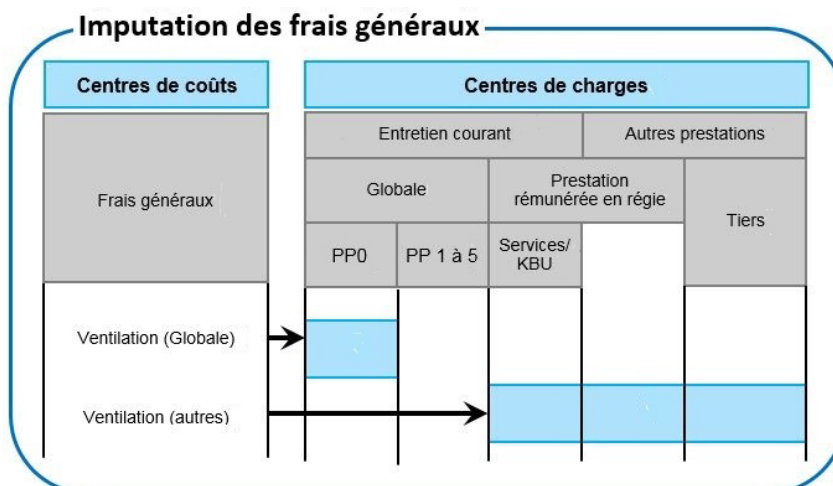 Imputation des frais généraux
Centres de coûts
Centres de charges
Entretien courant
Autres prestations
Frais généraux
Globale
Prestation
rémunérée en régie
Tiers
PP0
PP 1 à 5
Services/
KBU
Ventilation (Globale)
Ventilation (autres)